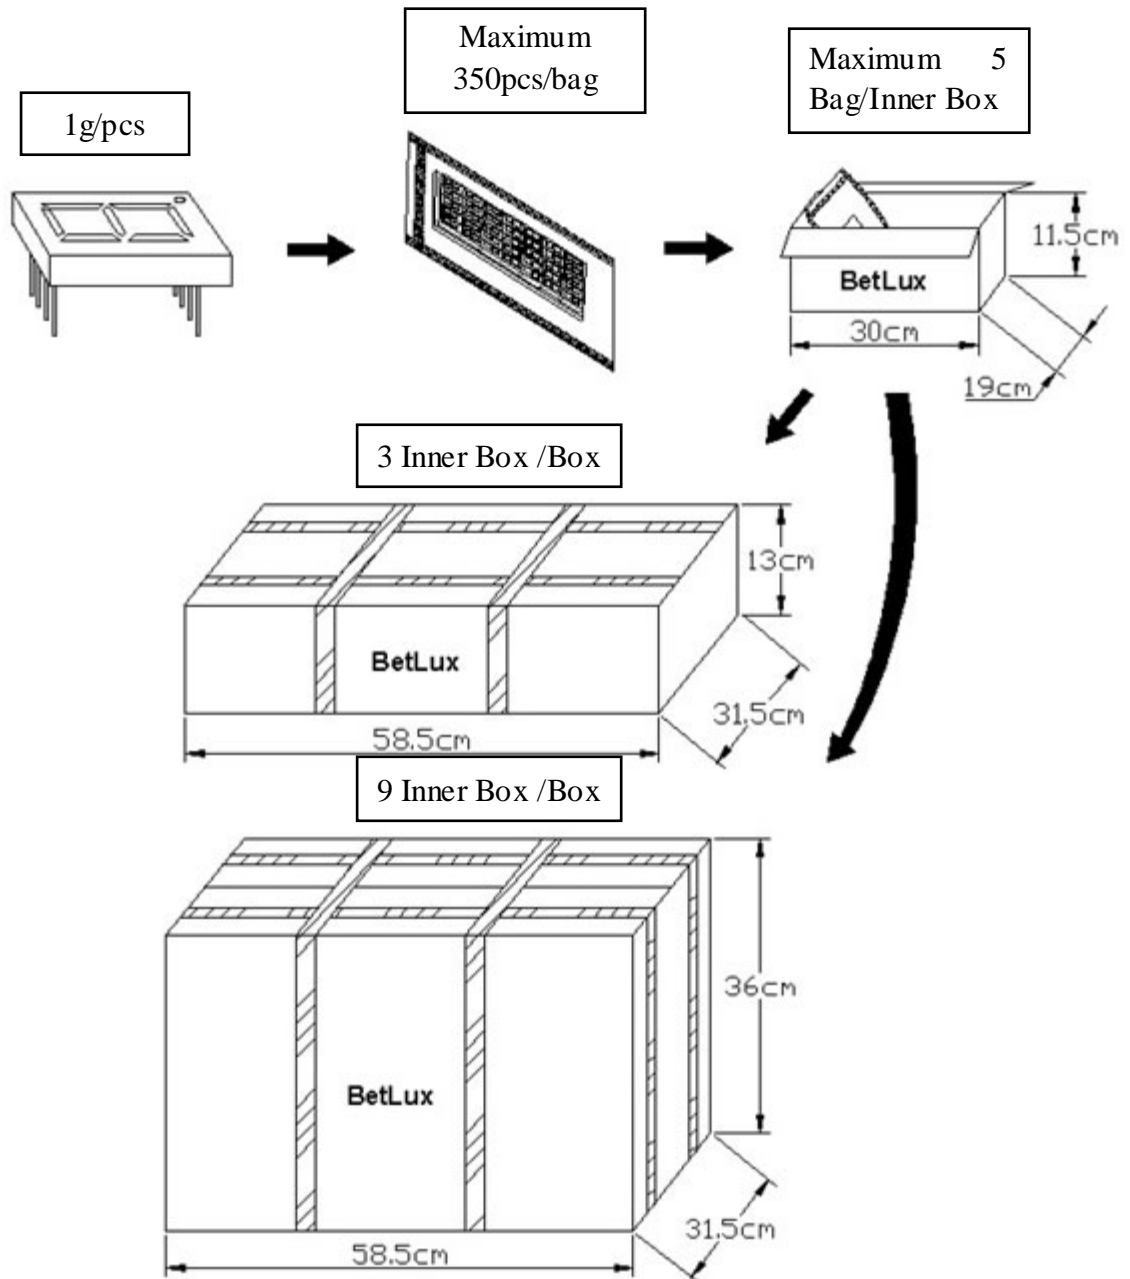 Maximum
350pcs/bag
Maximum 5
Bag/Inner Box
1g/pcs
11.5cm
BetLux
30cm
19cm
3 Inner Box /Box
13cm
BetLux
31.5cm
58.5cm
9 Inner Box /Box
36cm
BetLux
31.5cm
58.5cm